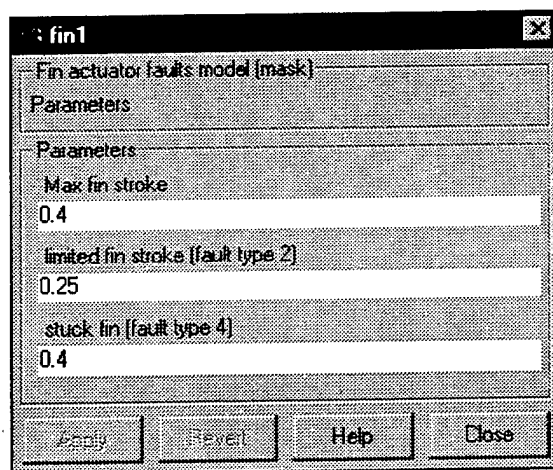 fin1
Fin actuator faults model (mask)
Parameters
Parameters
Max fin stroke
0.4
limited fin stroke (fault type 2)
0.25
stuck fin (fault type 4)
0.4
Apply Revert Help Close